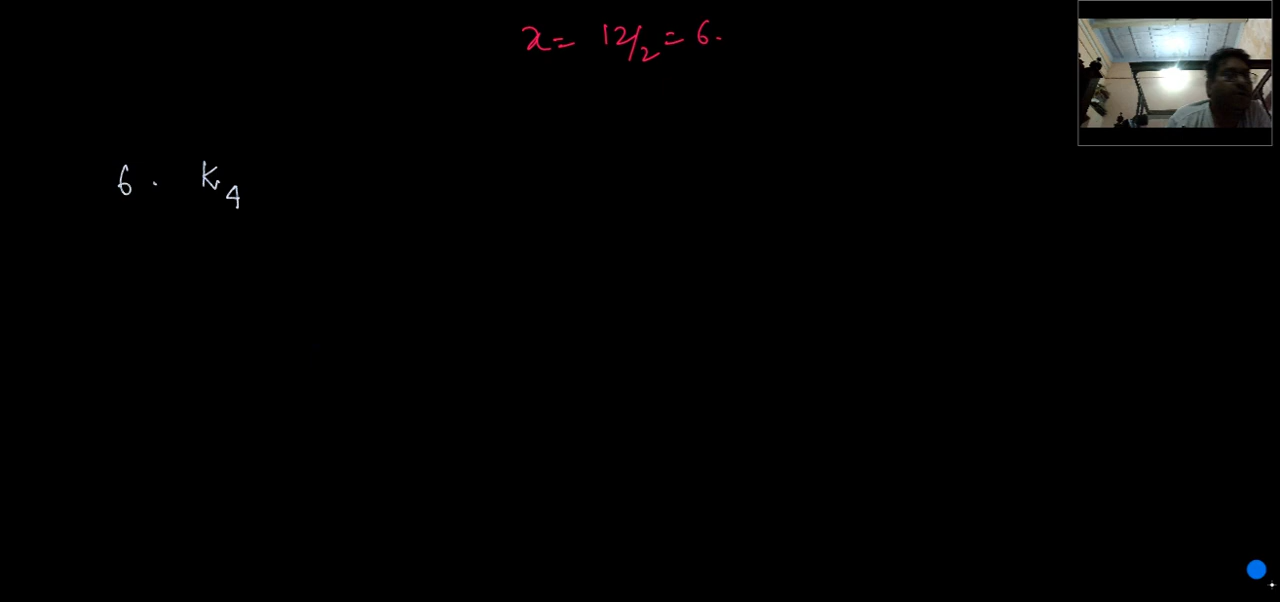 x = 12/2 = 6.
6. K4